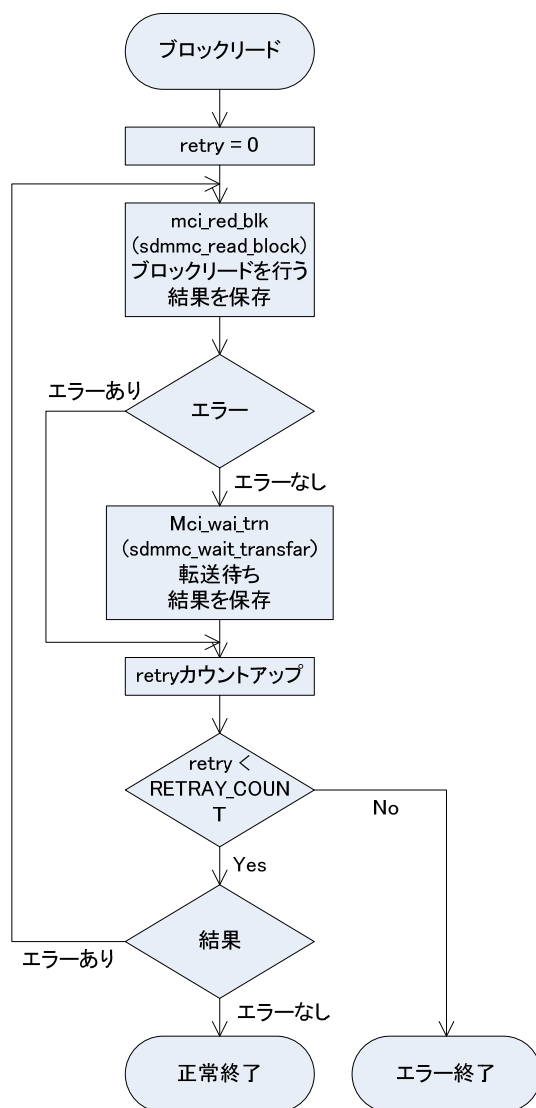 ブロックリード
retry = 0
mci_red_blk
(sdmmc_read_block)
ブロックリードを行う
結果を保存
エラーあり
エラー
エラーなし
Mci_wai_trn
(sdmmc_wait_transfar)
転送待ち
結果を保存
retryカウントアップ
retry <
RETRAY_COUN
T
No
Yes
結果
エラーあり
エラーなし
正常終了
エラー終了